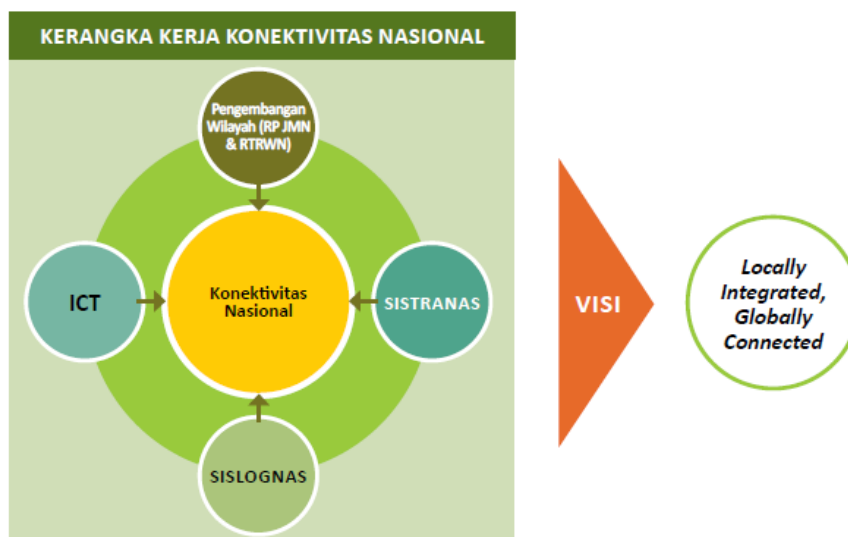 KERANGKA KERJA KONEKTIVITAS NASIONAL
Pengembangan
Wilayah (RP JMN
& RTRWN)
ICT
Konektivitas
Nasional
SISTRANAS
SISLOGNAS
VISI
Locally
Integrated,
Globally
Connected